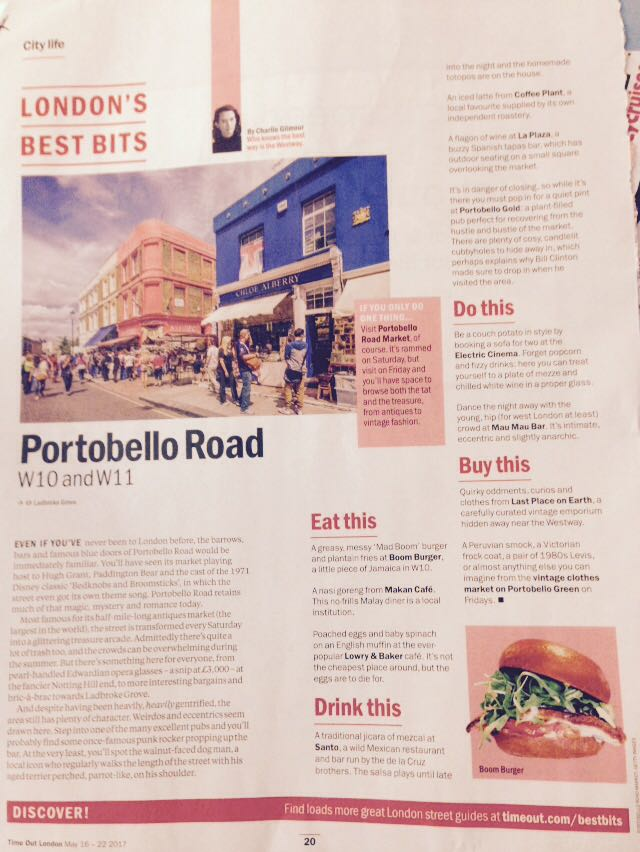 City life
LONDON'S
BEST BITS
By Charlie Gilmour
Who knows the best
way is the Westway.
CHLOE ALBERRY
IF YOU ONLY DO
ONE THING...
Visit Portobello
Road Market, of
course. It's rammed
on Saturday, but
visit on Friday and
you'll have space to
browse both the tat
and the treasure,
from antiques to
vintage fashion.
Portobello Road
W10 and W11
Ladbroke Grove
EVEN IF YOU'VE never been to London before, the barrows,
bars and famous blue doors of Portobello Road would be
immediately familiar. You'll have seen its market playing
host to Hugh Grant, Paddington Bear and the cast of the 1971
Disney classic 'Bedknobs and Broomsticks', in which the
street even got its own theme song. Portobello Road retains
much of that magic, mystery and romance today.
Most famous for its half-mile-long antiques market (the
largest in the world), the street is transformed every Saturday
into a glittering treasure arcade. Admittedly there's quite a
lot of trash too, and the crowds can be overwhelming during
the summer. But there's something here for everyone, from
pearl-handled Edwardian opera glasses – a snip at £5,000 – at
the fancier Notting Hill end, to more interesting bargains and
bric-à-brac towards Ladbroke Grove.
And despite having been heavily, heavily gentrified, the
area still has plenty of character. Weirdos and eccentrics seem
drawn here. Step into one of the many excellent pubs and you'll
probably find some once-famous punk rocker propping up the
bar. At the very least, you'll spot the walnut-faced dog man, a
local icon who regularly walks the length of the street with his
aged terrier perched, parrot-like, on his shoulder.
Eat this
A greasy, messy 'Mad Boom' burger
and plantain fries at Boom Burger,
a little piece of Jamaica in W10.
A nasi goreng from Makan Café.
This no frills Malay diner is a local
institution.
Poached eggs and baby spinach
on an English muffin at the ever-
popular Lowry & Baker café. It's not
the cheapest place around, but the
eggs are to die for.
Drink this
A traditional jicara of mezcal at
Santo, a wild Mexican restaurant
and bar run by the de la Cruz
brothers. The salsa plays until late
into the night and the homemade
totopos are on the house.
An iced latte from Coffee Plant, a
local favourite supplied by its own
independent roastery.
A flagon of wine at La Plaza, a
buzzy Spanish tapas bar, which has
outdoor seating on a small square
overlooking the market.
It's in danger of closing, so while it's
there you must pop in for a quiet pint
at Portobello Gold: a plant-filled
pub perfect for recovering from the
hustle and bustle of the market.
There are plenty of cosy, candlelit
cubbyholes to hide away in, which
perhaps explains why Bill Clinton
made sure to drop in when he
visited the area.
Do this
Be a couch potato in style by
booking a sofa for two at the
Electric Cinema. Forget popcorn
and fizzy drinks: here you can treat
yourself to a plate of mezze and
chilled white wine in a proper glass.
Dance the night away with the
young, hip (for west London at least)
crowd at Mau Mau Bar. It's intimate,
eccentric and slightly anarchic.
Buy this
Quirky oddments, curios and
clothes from Last Place on Earth, a
carefully curated vintage emporium
hidden away near the Westway.
A Peruvian smock, a Victorian
frock coat, a pair of 1980s Levis,
or almost anything else you can
imagine from the vintage clothes
market on Portobello Green on
Fridays.
Boom Burger
DISCOVER!
Find loads more great London street guides at timeout.com/bestbits
Time Out London May 16 – 22 2017
20